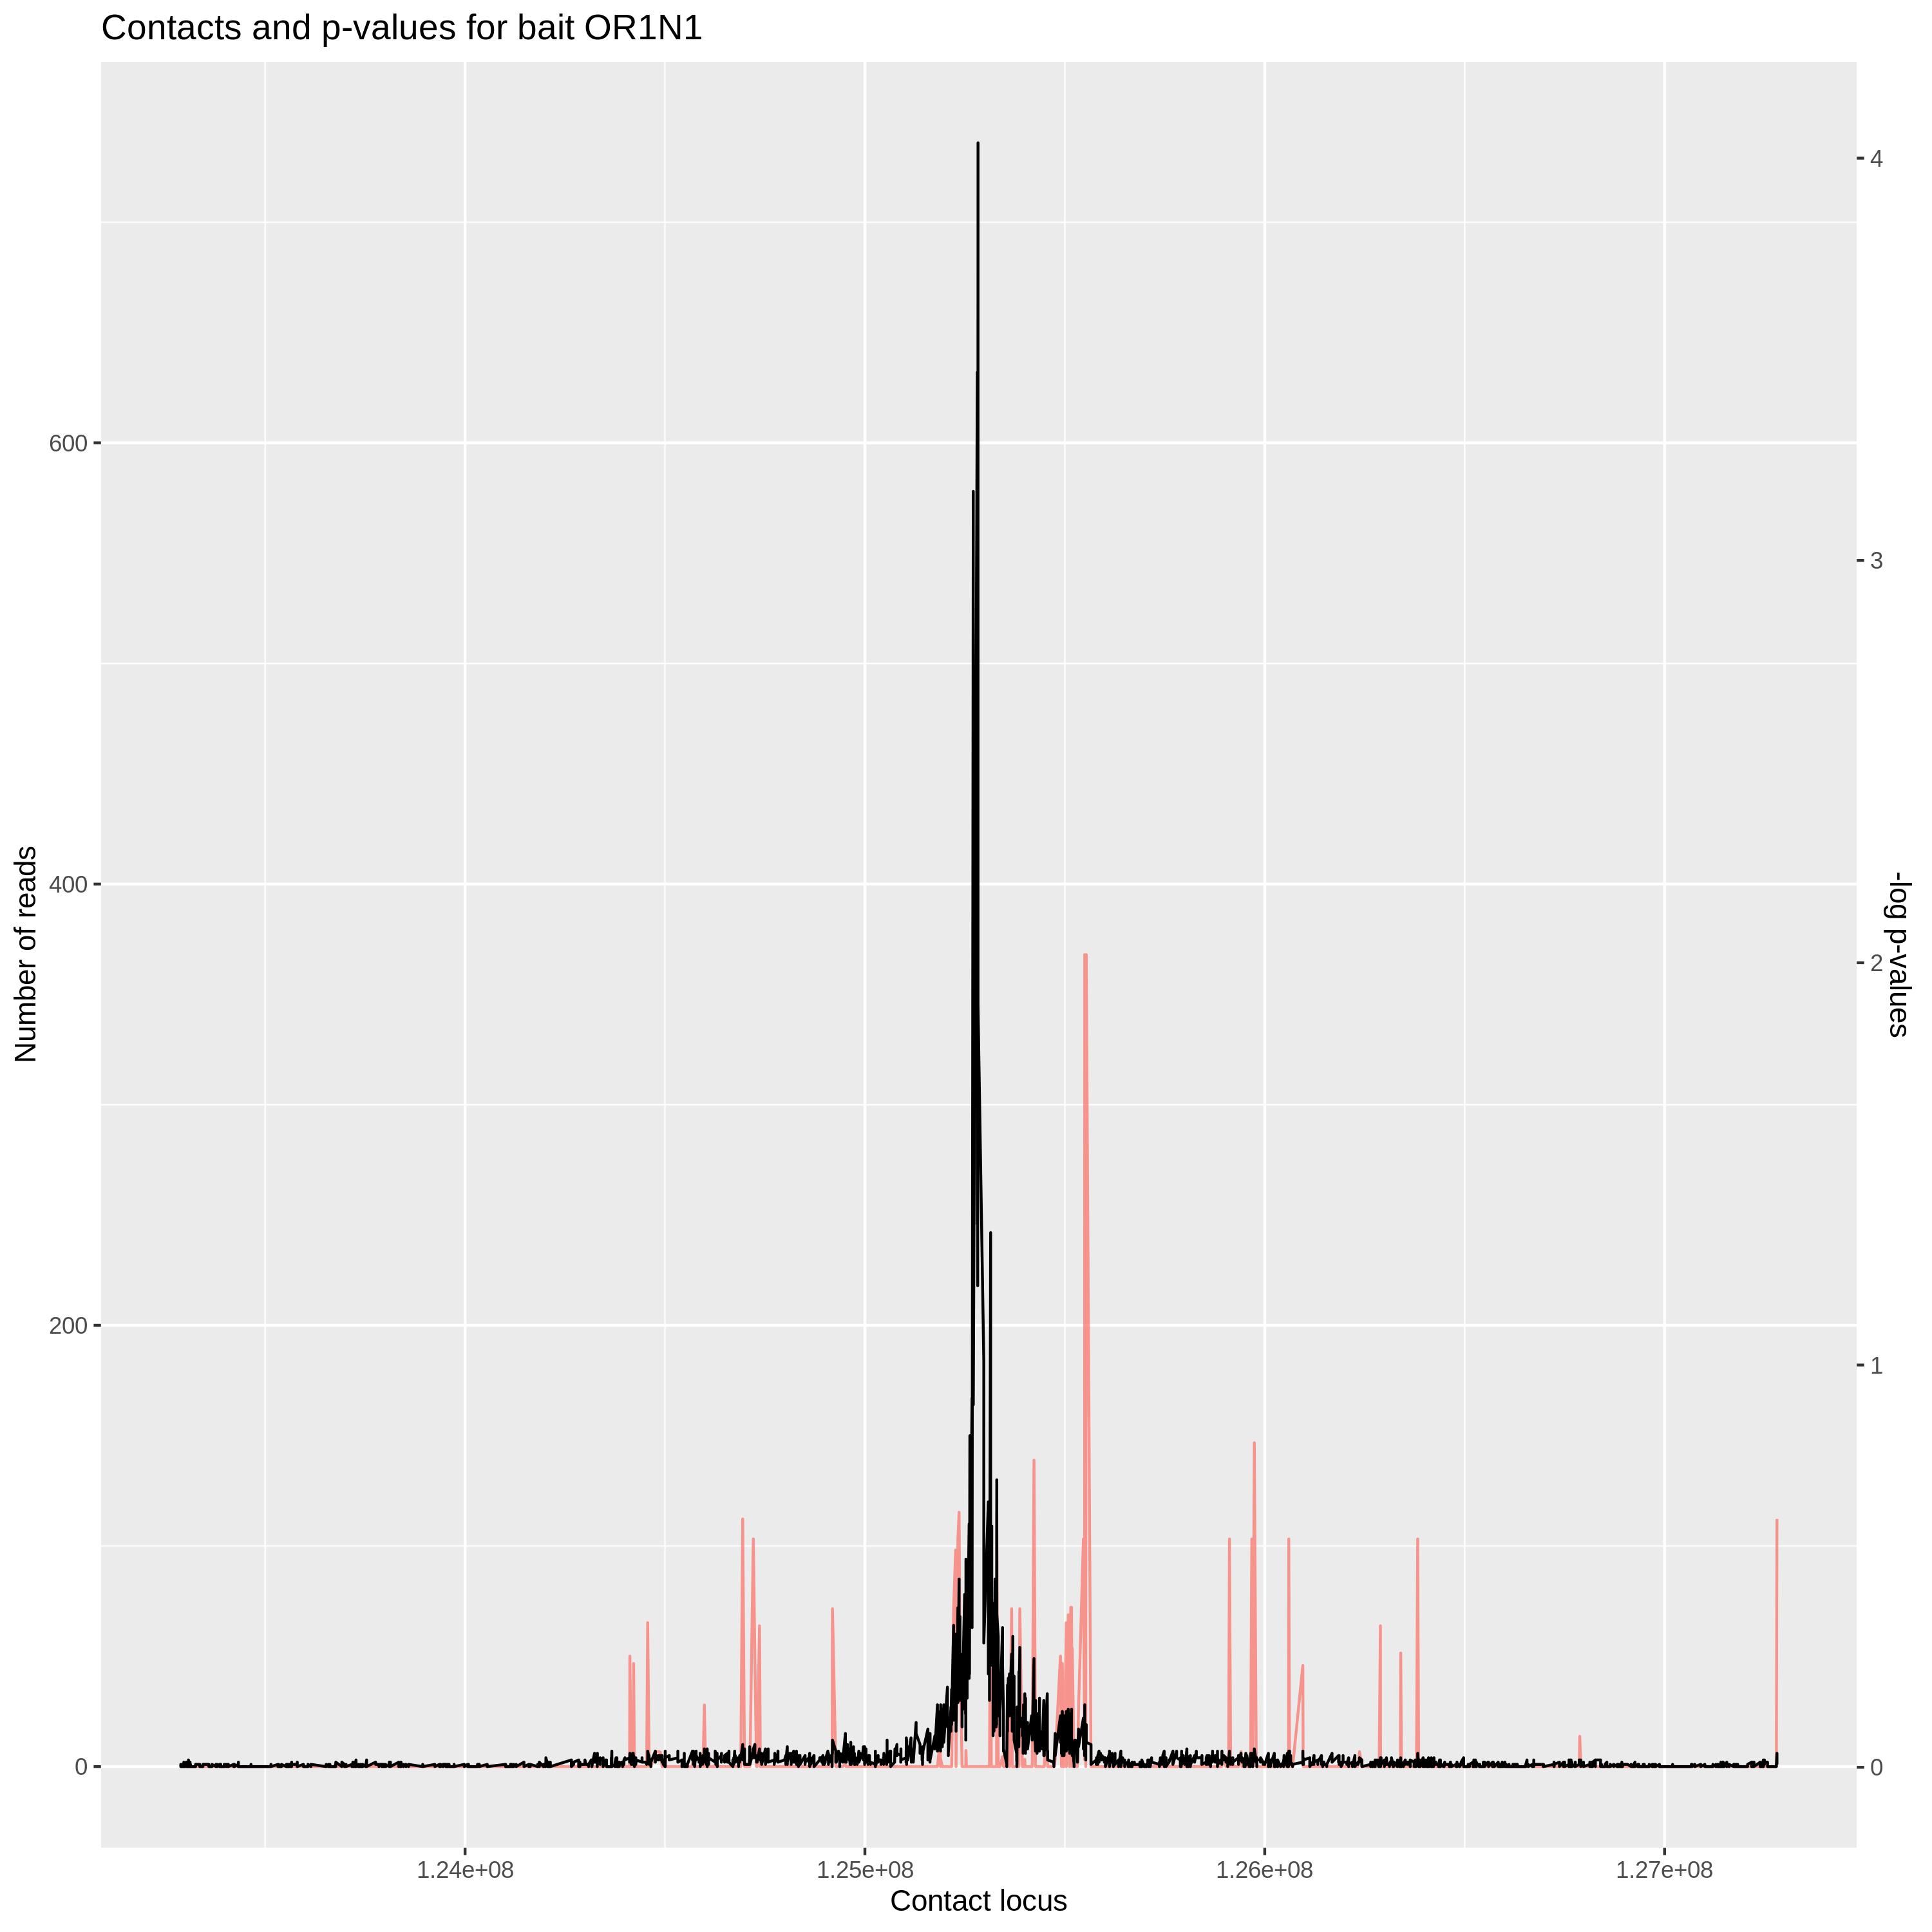 Contacts and p-values for bait OR1N1
Number of reads
600
400
200
0
4
3
2
1
0
-log p-values
1.24e+08
1.25e+08
1.26e+08
1.27e+08
Contact locus